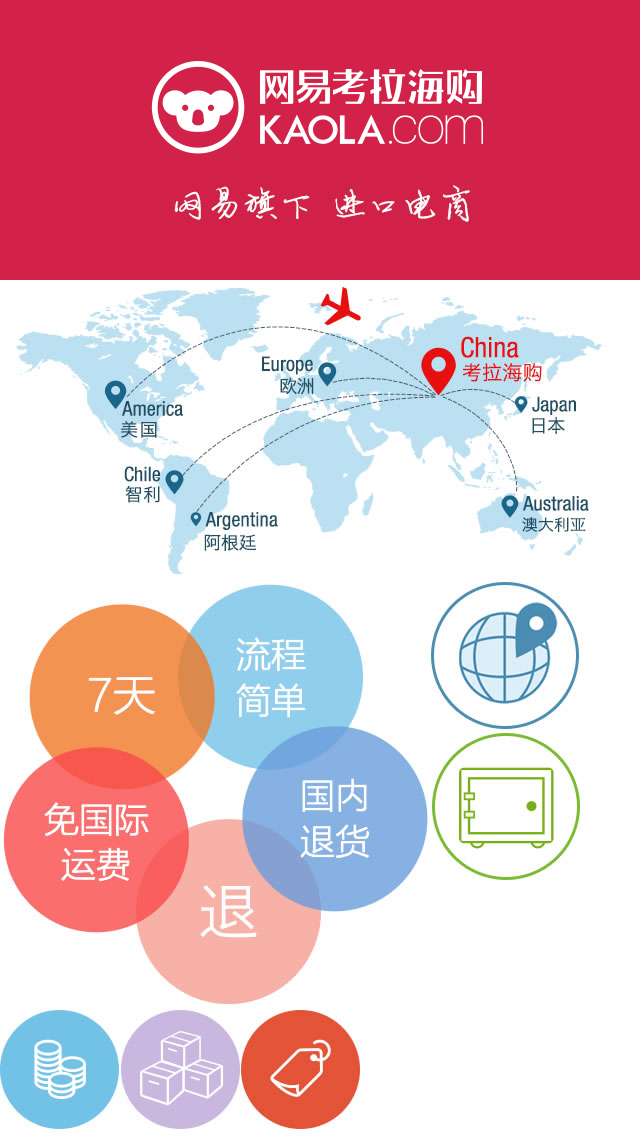 网易考拉海购
KAOLA.com
网易旗下 进口电商
China
考拉海购
Europe
欧洲
America
美国
Japan
日本
Chile
智利
Australia
澳大利亚
Argentina
阿根廷
7天
流程
简单
免国际
运费
国内
退货
退